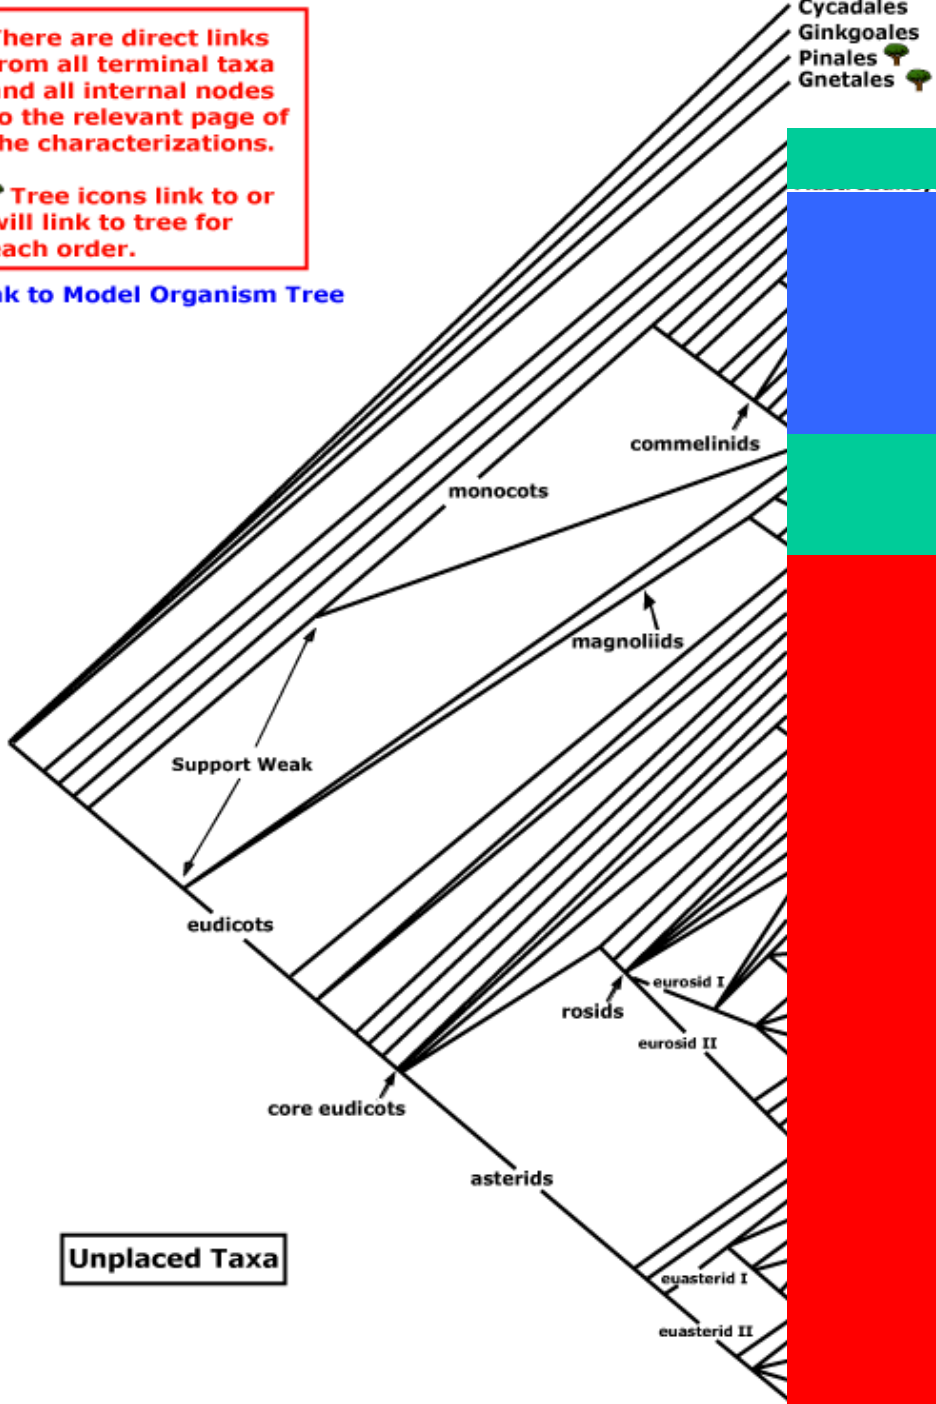 here are direct links
rom all terminal taxa
nd all internal nodes
o the relevant page of
he characterizations.
Tree icons link to or
will link to tree for
each order.
nk to Model Organism Tree
Cycadales
Ginkgoales
Pinales
Gnetales
commelinids
monocots
magnoliids
Support Weak
eudicots
eurosid I
rosids
eurosid II
core eudicots
asterids
Unplaced Taxa
euasterid I
euasterid II